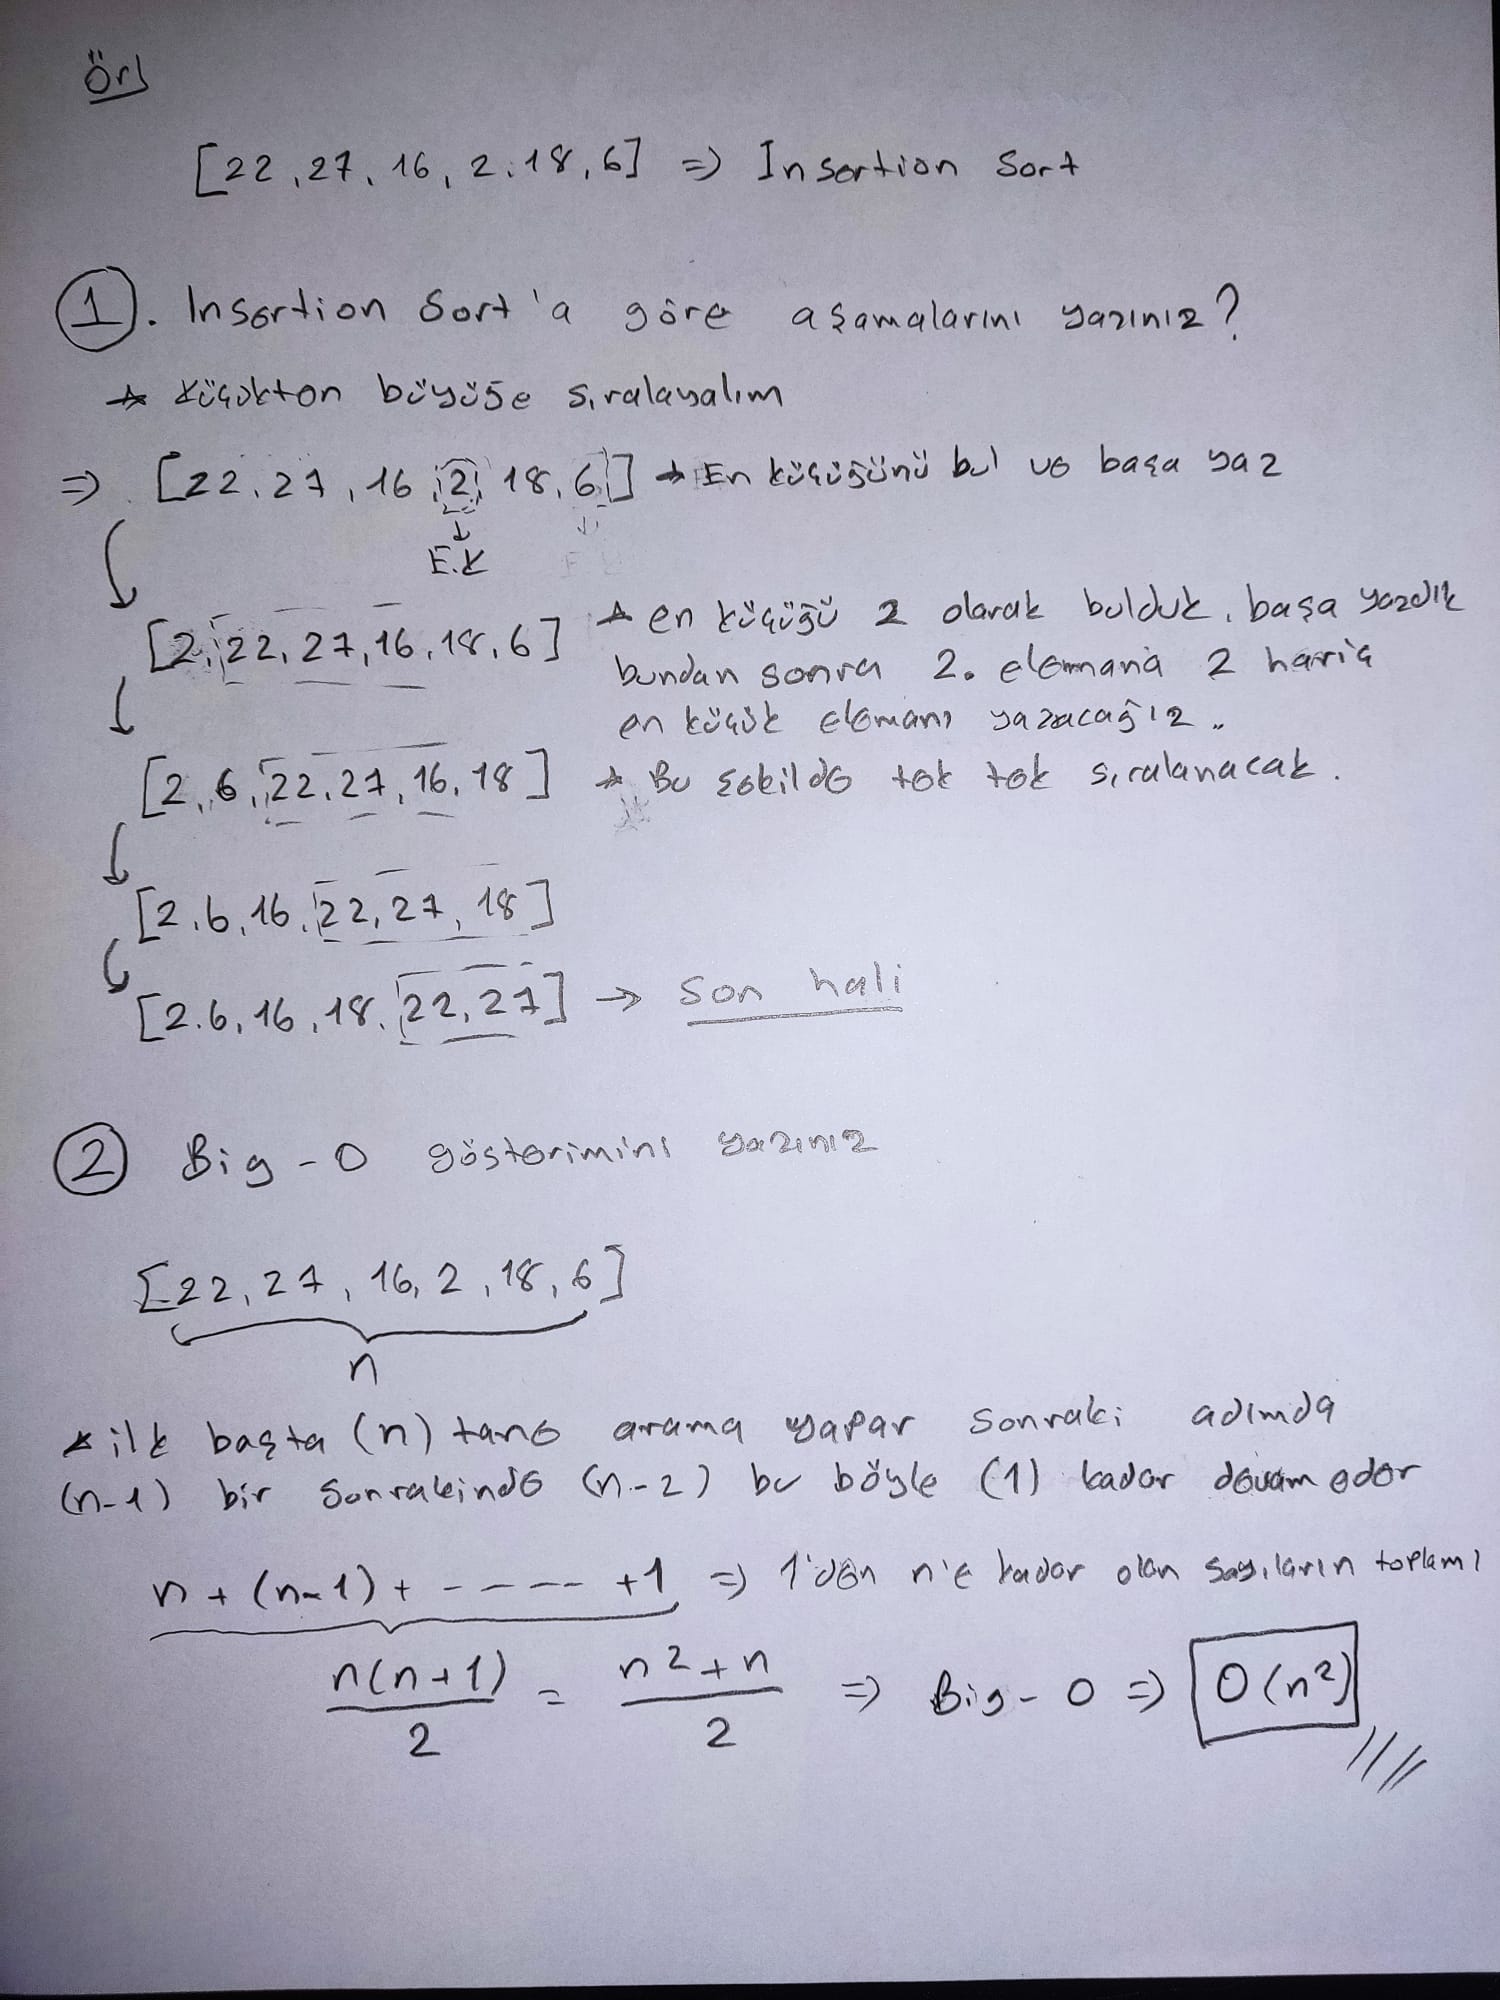 Ör/
[22, 27, 16, 2, 18, 6] => Insertion Sort
1. Insertion Sort'a göre aşamalarını yazınız?
* Küçükten büyüğe sıralayalım
=> [22, 27, 16, 2, 18, 6] → En küçüğünü bul ve başa yaz
E.K
[2, 22, 27, 16, 18, 6] * en küçüğü 2 olarak bulduk, başa yazdık
bundan sonra 2. elemana 2 hariç
en küçük elemanı yazacağız..
[2, 6, 22, 27, 16, 18] * Bu şekilde tek tek sıralanacak.
[2, 6, 16, 22, 27, 18]
[2, 6, 16, 18, 22, 27] → Son hali
2 Big-O gösterimini yazınız
[22, 27, 16, 2, 18, 6]
n
* ilk başta (n) tane arama yapar sonraki adımda
(n-1) bir sonrakinde (n-2) bu böyle (1) kadar devam eder
n + (n-1) + ----- +1 => 1'den n'e kadar olan sayıların toplamı
n(n+1)/2 = n²+n/2 => Big-O => O(n²)